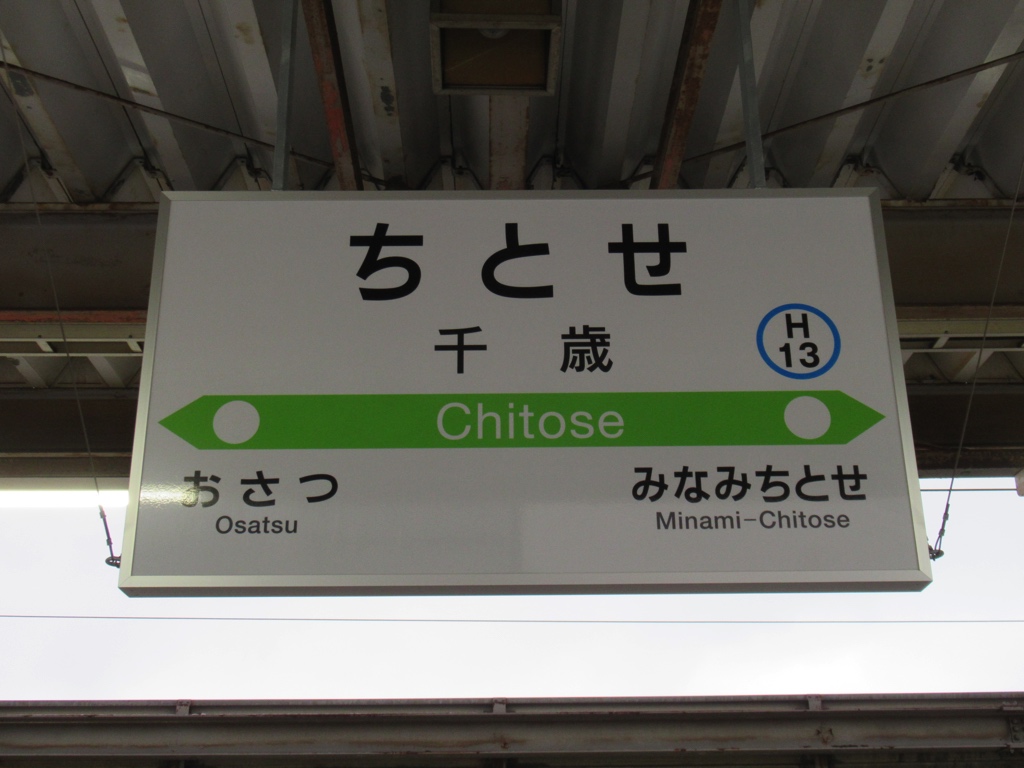 ちとせ
千歳
H
13
Chitose
おさつ
みなみちとせ
Osatsu
Minami-Chitose